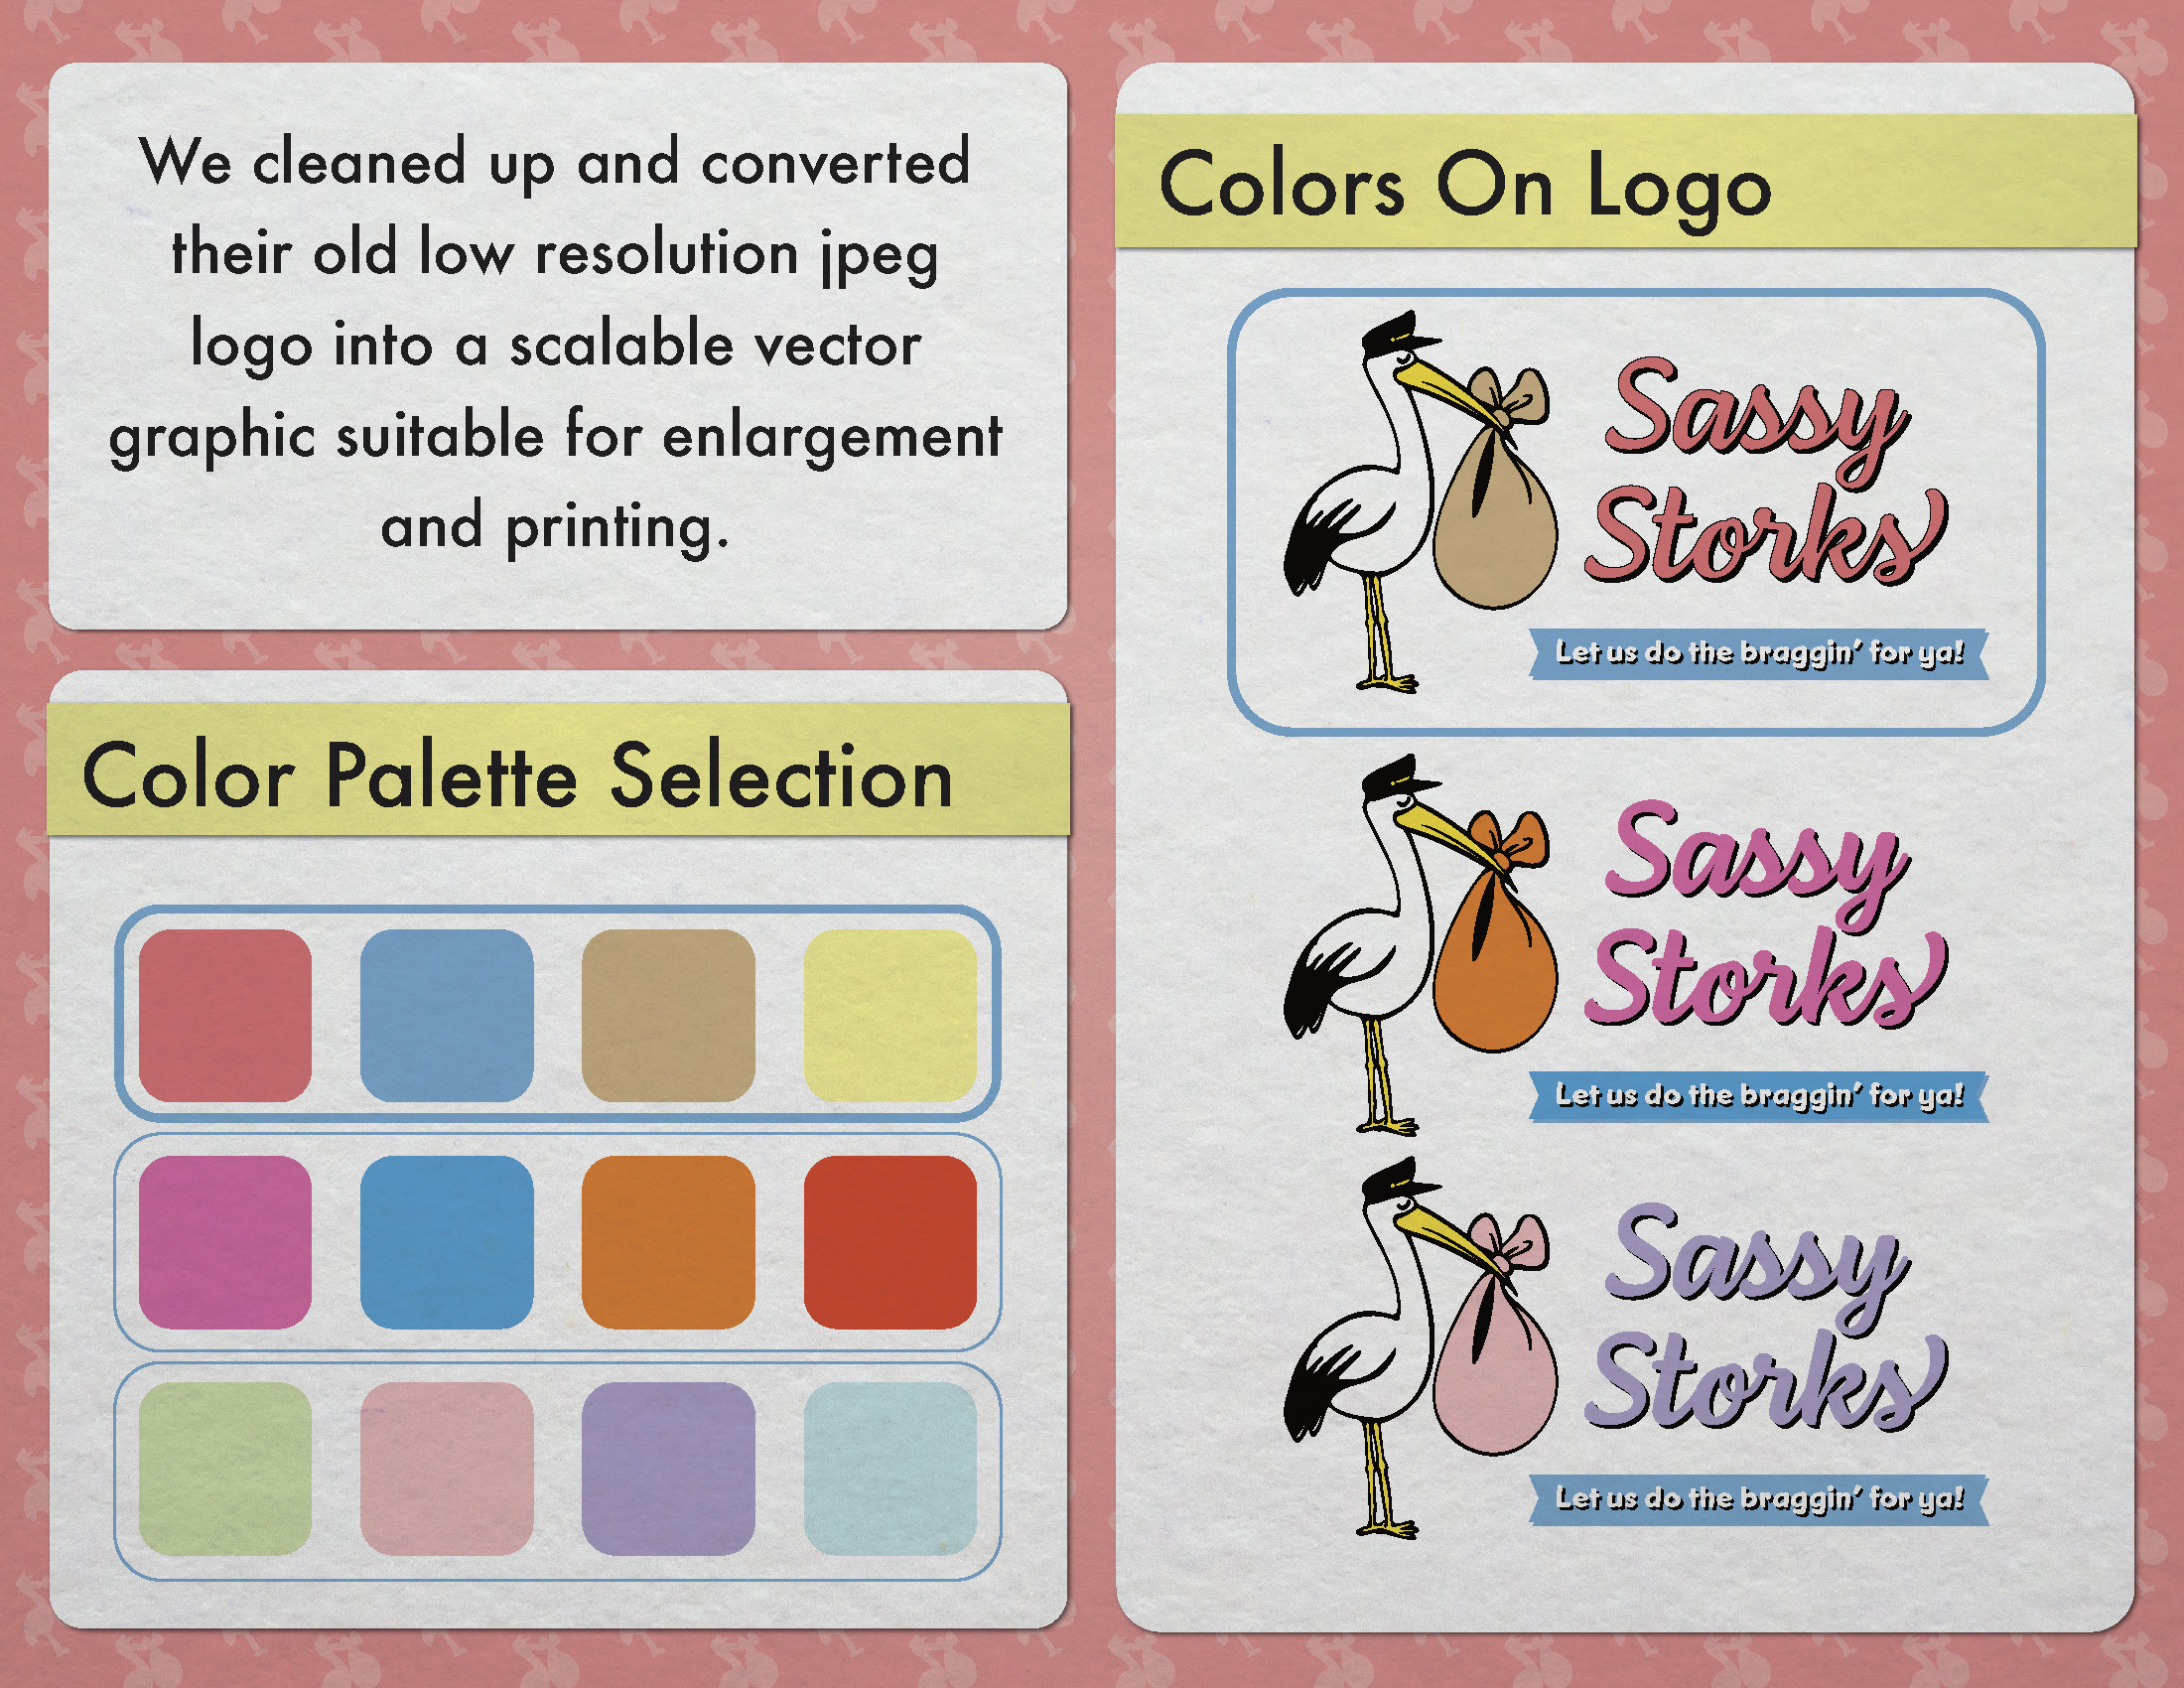 We cleaned up and converted
their old low resolution jpeg
logo into a scalable vector
graphic suitable for enlargement
and printing.
Color Palette Selection
Colors On Logo
Sassy
Storks
Let us do the braggin' for ya!
Sassy
Storks
Let us do the braggin' for ya!
Sassy
Storks
Let us do the braggin' for ya!